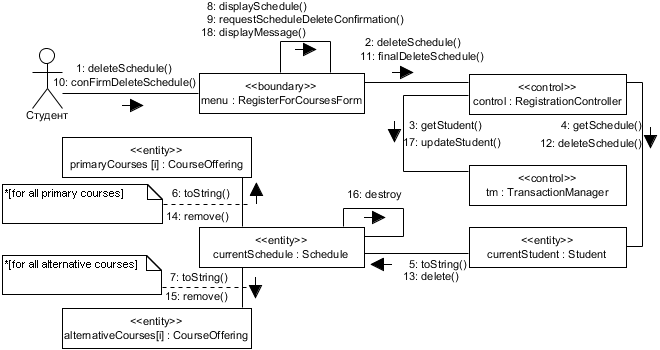 8: displaySchedule()
9: requestScheduleDeleteConfirmation()
18: displayMessage()
1: deleteSchedule()
10: conFirmDeleteSchedule()
Студент
<<boundary>>
menu : RegisterForCoursesForm
2: deleteSchedule()
11: finalDeleteSchedule()
<<control>>
control : RegistrationController
3: getStudent()
17: updateStudent()
4: getSchedule()
12: deleteSchedule()
<<entity>>
primaryCourses [i] : CourseOffering
<<control>>
tm : TransactionManager
*[for all primary courses]
6: toString()
14: remove()
16: destroy
<<entity>>
currentSchedule : Schedule
<<entity>>
currentStudent : Student
5: toString()
13: delete()
*[for all alternative courses]
7: toString()
15: remove()
<<entity>>
alternativeCourses[i] : CourseOffering